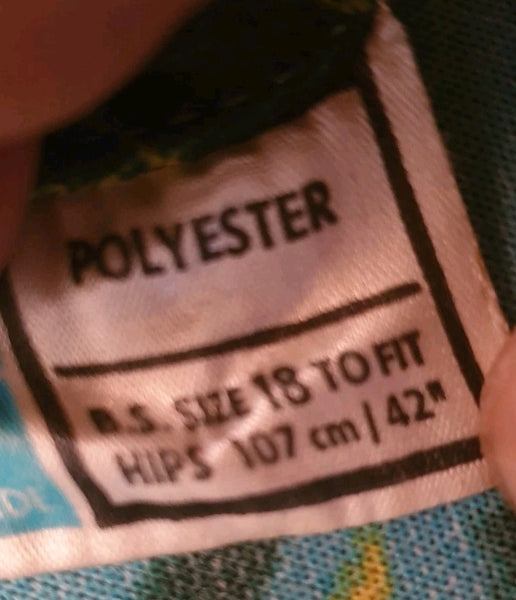 POLYESTER
B.S. SIZE 18 TO FIT
HIPS 107 cm | 42"